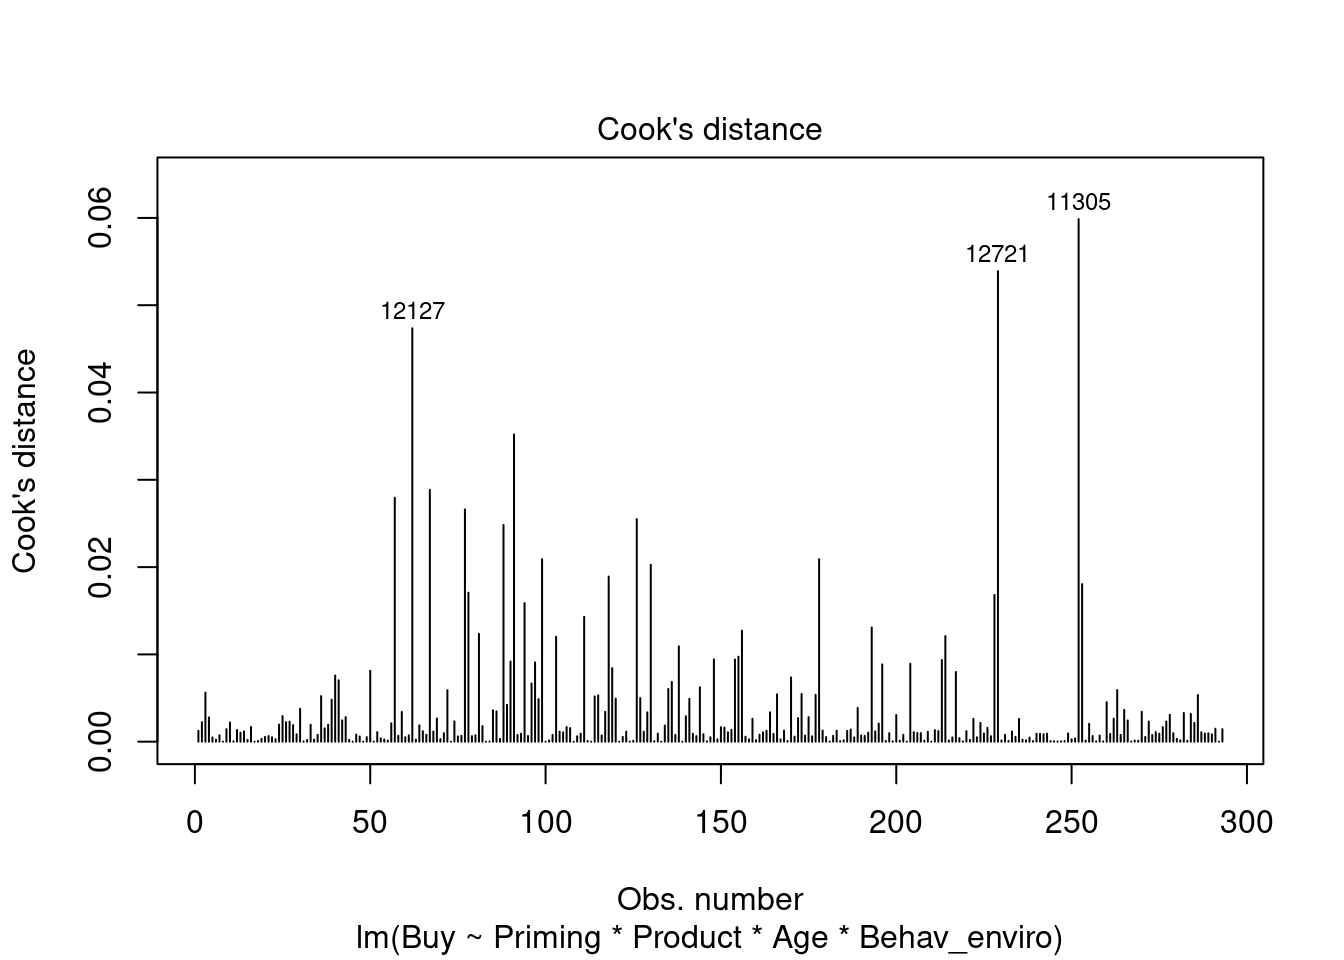 Cook's distance
11305
12721
12127
Cook's distance
0.06
0.04
0.02
0.00
0 50 100 150 200 250 300
Obs. number
lm(Buy ~ Priming * Product * Age * Behav_enviro)